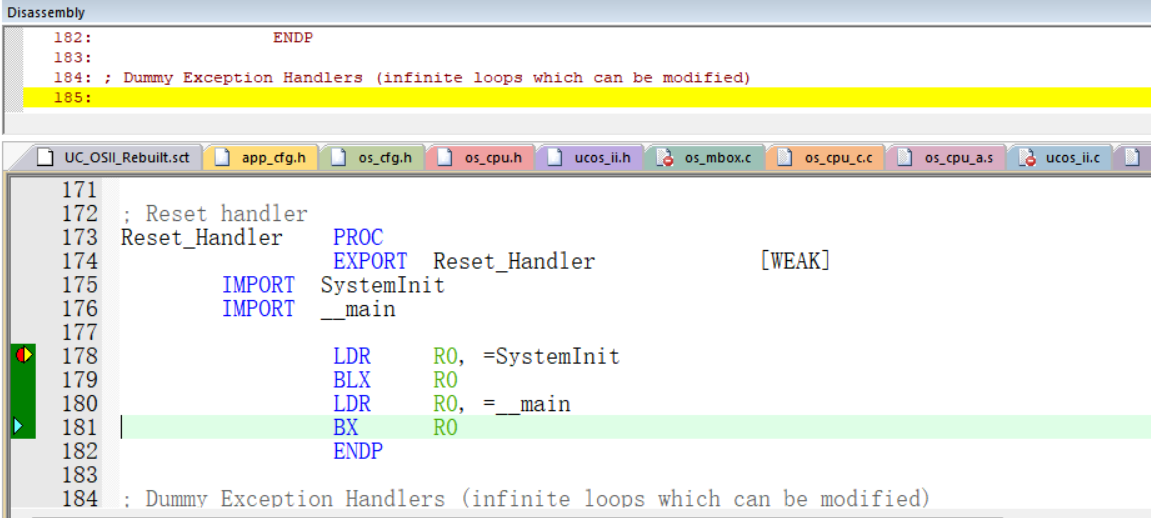 Disassembly
182: ENDP
183:
184: ; Dummy Exception Handlers (infinite loops which can be modified)
185:
UC_OSII_Rebuilt.sct app_cfg.h os_cfg.h os_cpu.h ucos_ii.h os_mbox.c os_cpu_c.c os_cpu_a.s ucos_ii.c
171
172 ; Reset handler
173 Reset_Handler PROC
174 EXPORT Reset_Handler [WEAK]
175 IMPORT SystemInit
176 IMPORT __main
177
178 LDR R0, =SystemInit
179 BLX R0
180 LDR R0, =__main
181 BX R0
182 ENDP
183
184 ; Dummy Exception Handlers (infinite loops which can be modified)